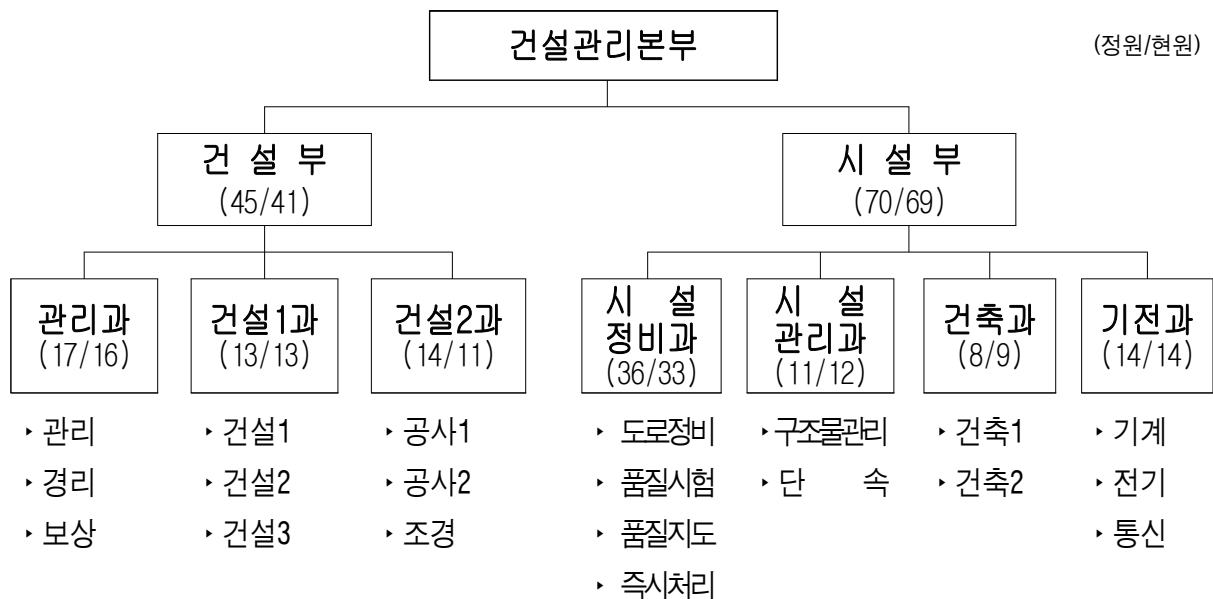 건설관리본부
(정원/현원)
건 설 부
(45/41)
시 설 부
(70/69)
관리과
(17/16)
건설1과
(13/13)
건설2과
(14/11)
시 설
정비과
(36/33)
시 설
관리과
(11/12)
건축과
(8/9)
기전과
(14/14)
‣ 관리
‣ 경리
‣ 보상
‣ 건설1
‣ 건설2
‣ 건설3
‣ 공사1
‣ 공사2
‣ 조경
‣ 도로정비
‣ 품질시험
‣ 품질지도
‣ 즉시처리
‣ 구조물관리
‣ 단 속
‣ 건축1
‣ 건축2
‣ 기계
‣ 전기
‣ 통신